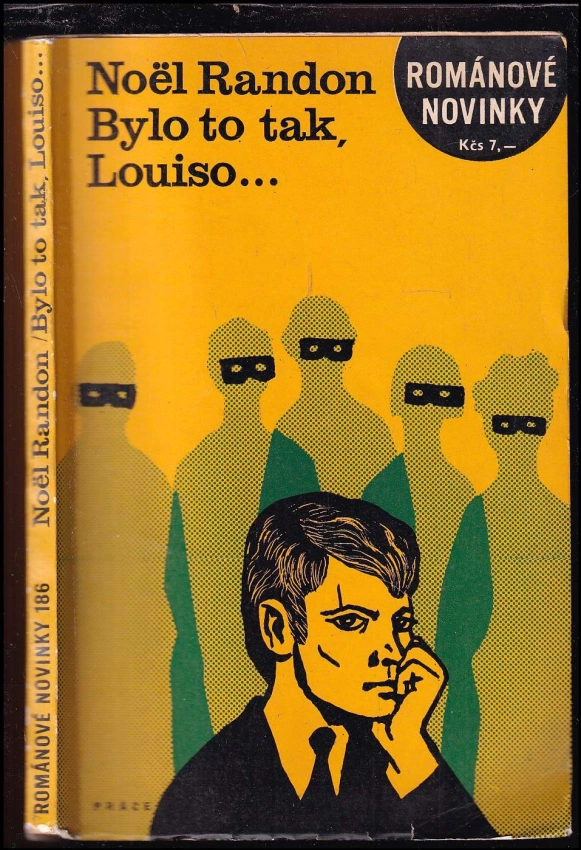 Noël Randon
Bylo to tak,
Louiso...
ROMÁNOVÉ
NOVINKY
Kčs 7,—
ROMÁNOVÉ NOVINKY 186 Noël Randon / Bylo to tak, Louiso...
PRÁCE